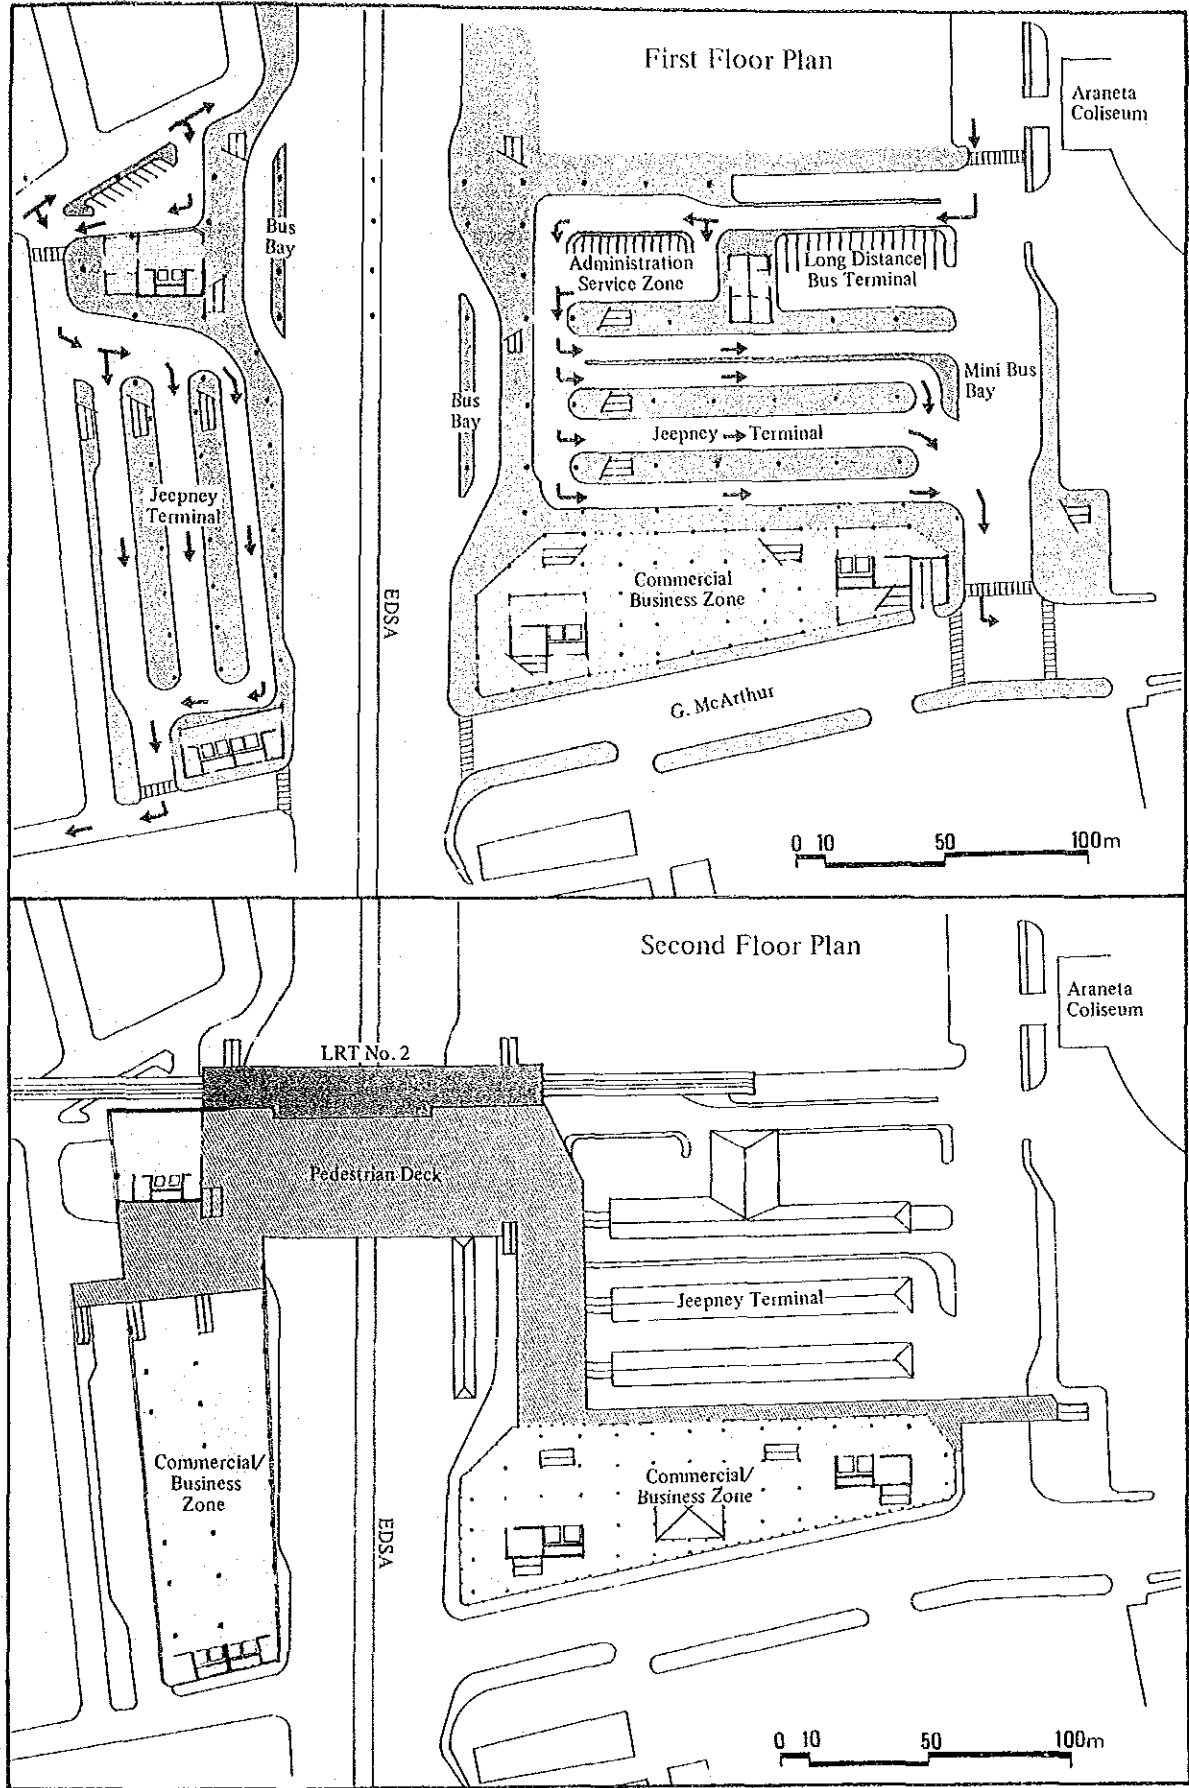 First Floor Plan
Araneta
Coliseum
Bus
Bay
Administration
Service Zone
Long Distance
Bus Terminal
Mini Bus
Bay
Bus
Bay
Jeepney Terminal
Jeepney
Terminal
Commercial
Business Zone
EDSA
G. McArthur
0 10 50 100m
Second Floor Plan
Araneta
Coliseum
LRT No. 2
Pedestrian Deck
Jeepney Terminal
Commercial/
Business
Zone
Commercial/
Business Zone
EDSA
0 10 50 100m